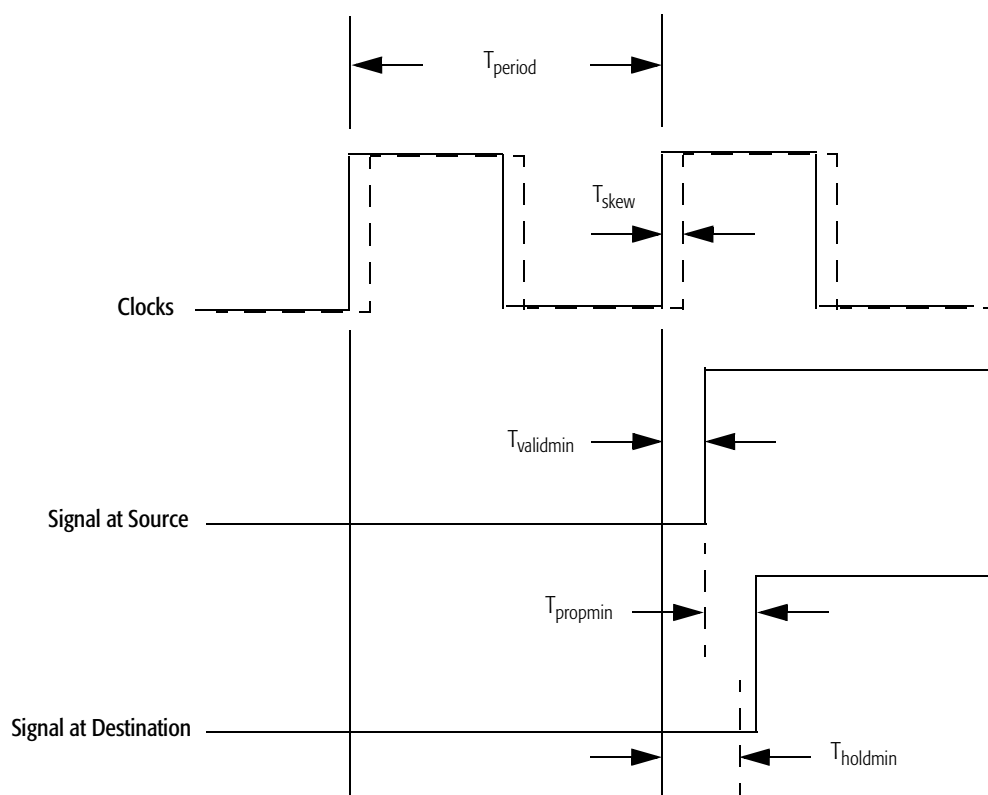 Tperiod
Tskew
Clocks
Tvalidmin
Signal at Source
Tpropmin
Signal at Destination
Tholdmin